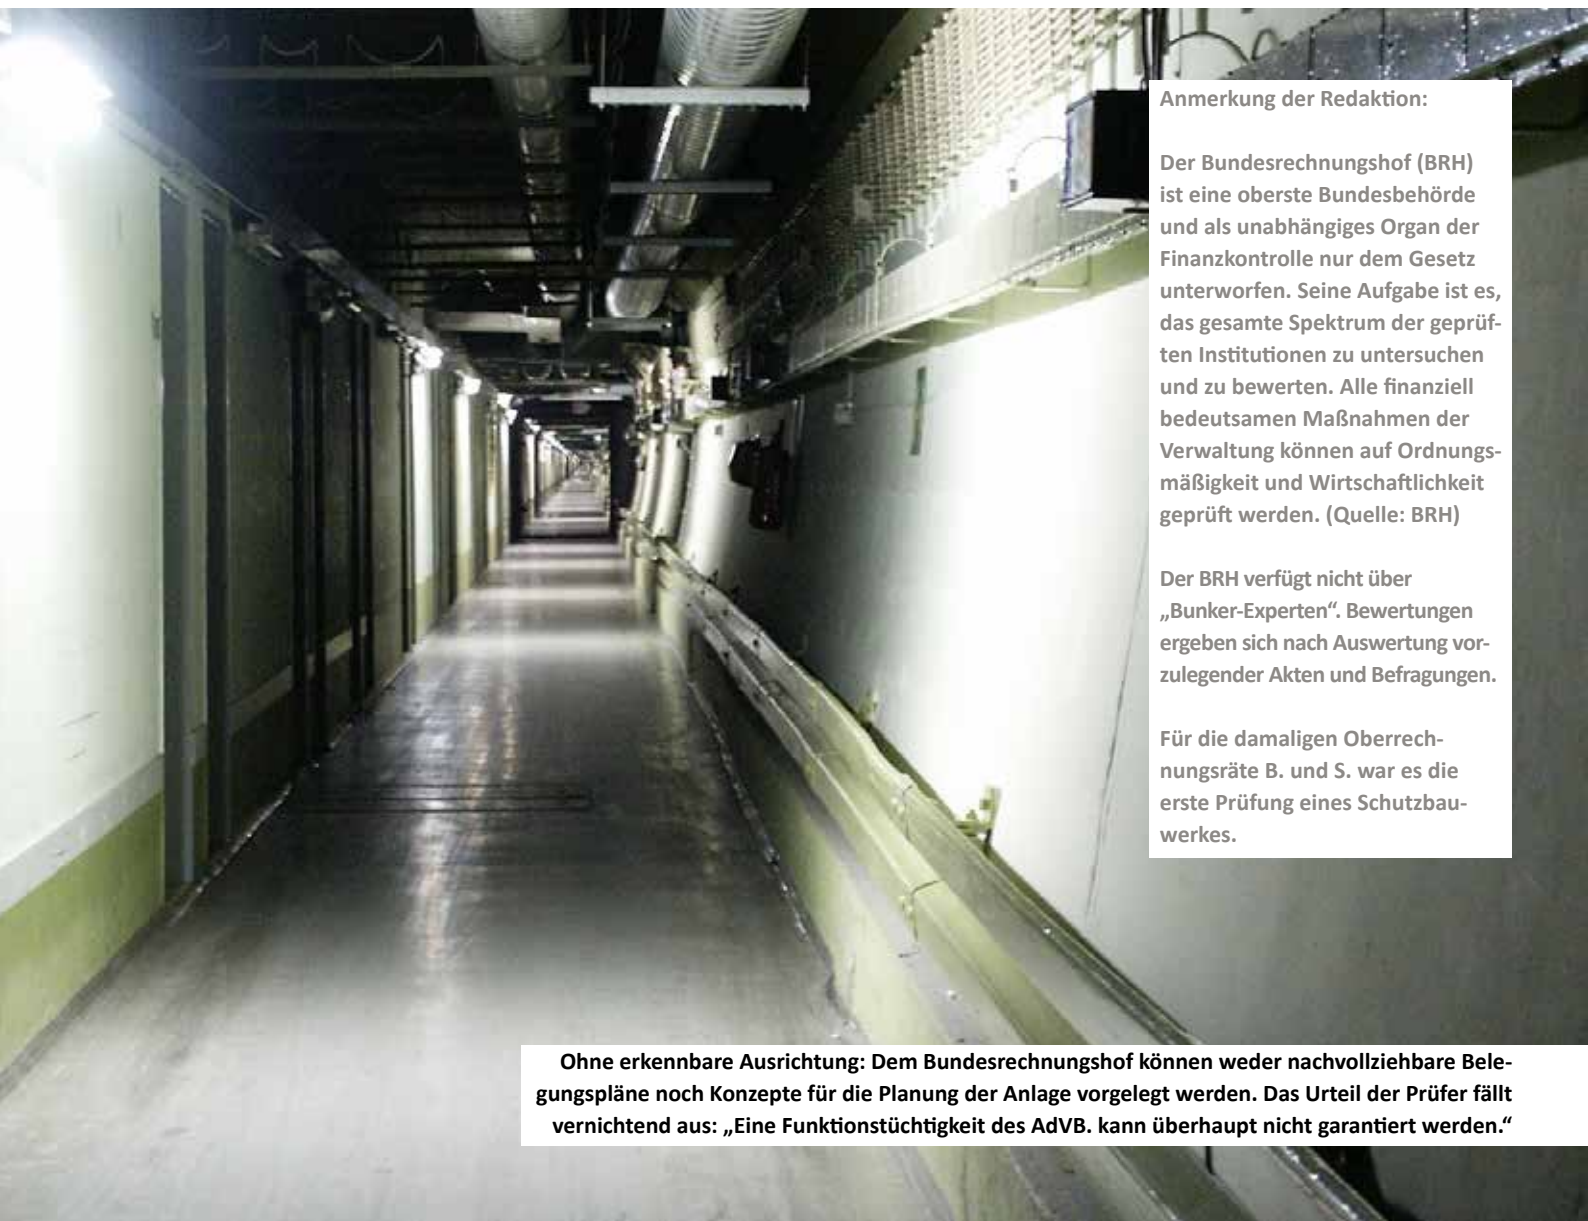 Anmerkung der Redaktion:
Der Bundesrechnungshof (BRH)
ist eine oberste Bundesbehörde
und als unabhängiges Organ der
Finanzkontrolle nur dem Gesetz
unterworfen. Seine Aufgabe ist es,
das gesamte Spektrum der geprüf-
ten Institutionen zu untersuchen
und zu bewerten. Alle finanziell
bedeutsamen Maßnahmen der
Verwaltung können auf Ordnungs-
mäßigkeit und Wirtschaftlichkeit
geprüft werden. (Quelle: BRH)
Der BRH verfügt nicht über
„Bunker-Experten“. Bewertungen
ergeben sich nach Auswertung vor-
zulegender Akten und Befragungen.
Für die damaligen Oberrech-
nungsräte B. und S. war es die
erste Prüfung eines Schutzbau-
werkes.
Ohne erkennbare Ausrichtung: Dem Bundesrechnungshof können weder nachvollziehbare Bele-
gungspläne noch Konzepte für die Planung der Anlage vorgelegt werden. Das Urteil der Prüfer fällt
vernichtend aus: „Eine Funktionstüchtigkeit des AdVB. kann überhaupt nicht garantiert werden.“